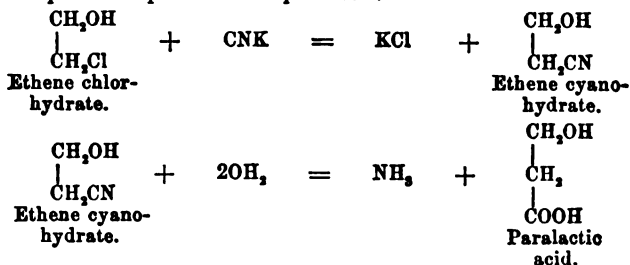 CH₂OH CH₂OH
+ CNK = KCl +
CH₂Cl CH₂CN
Ethene chlor- Ethene cyano-
hydrate. hydrate.
CH₂OH
CH₂OH
+ 2OH₂ = NH₃ + CH₂
CH₂CN
Ethene cyano- COOH
hydrate. Paralactic
acid.